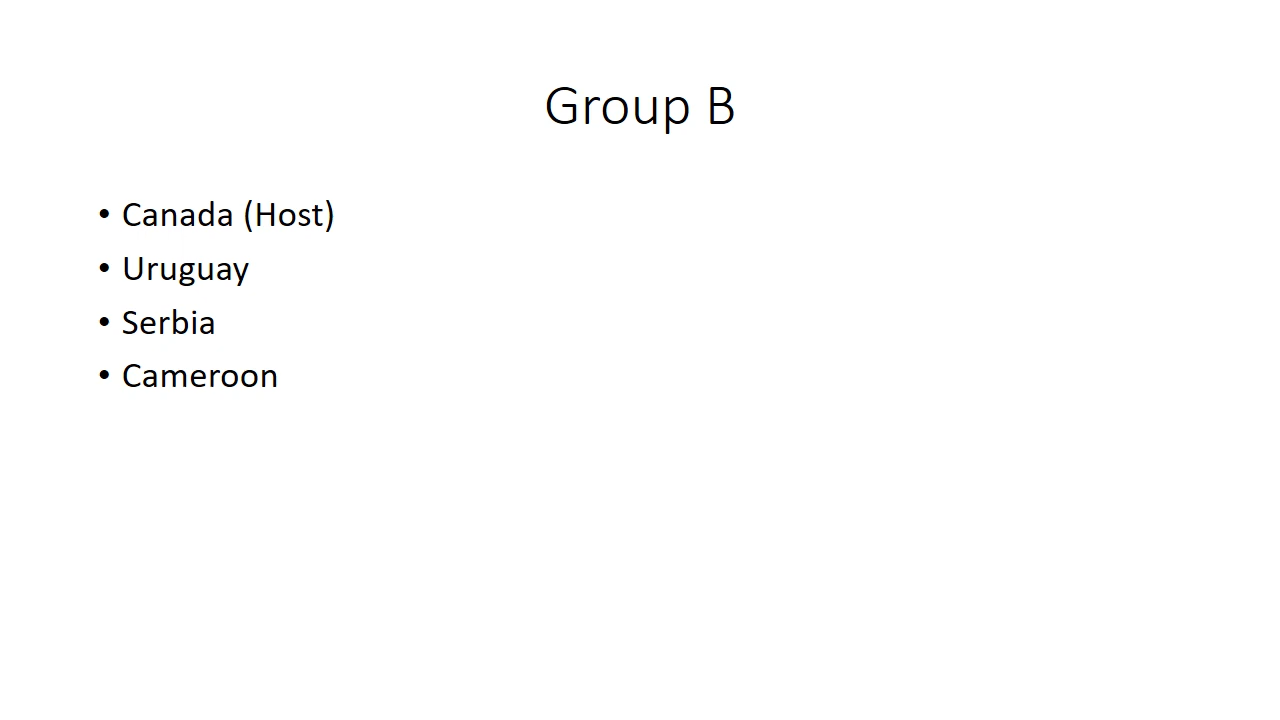 Group B
• Canada (Host)
• Uruguay
• Serbia
• Cameroon